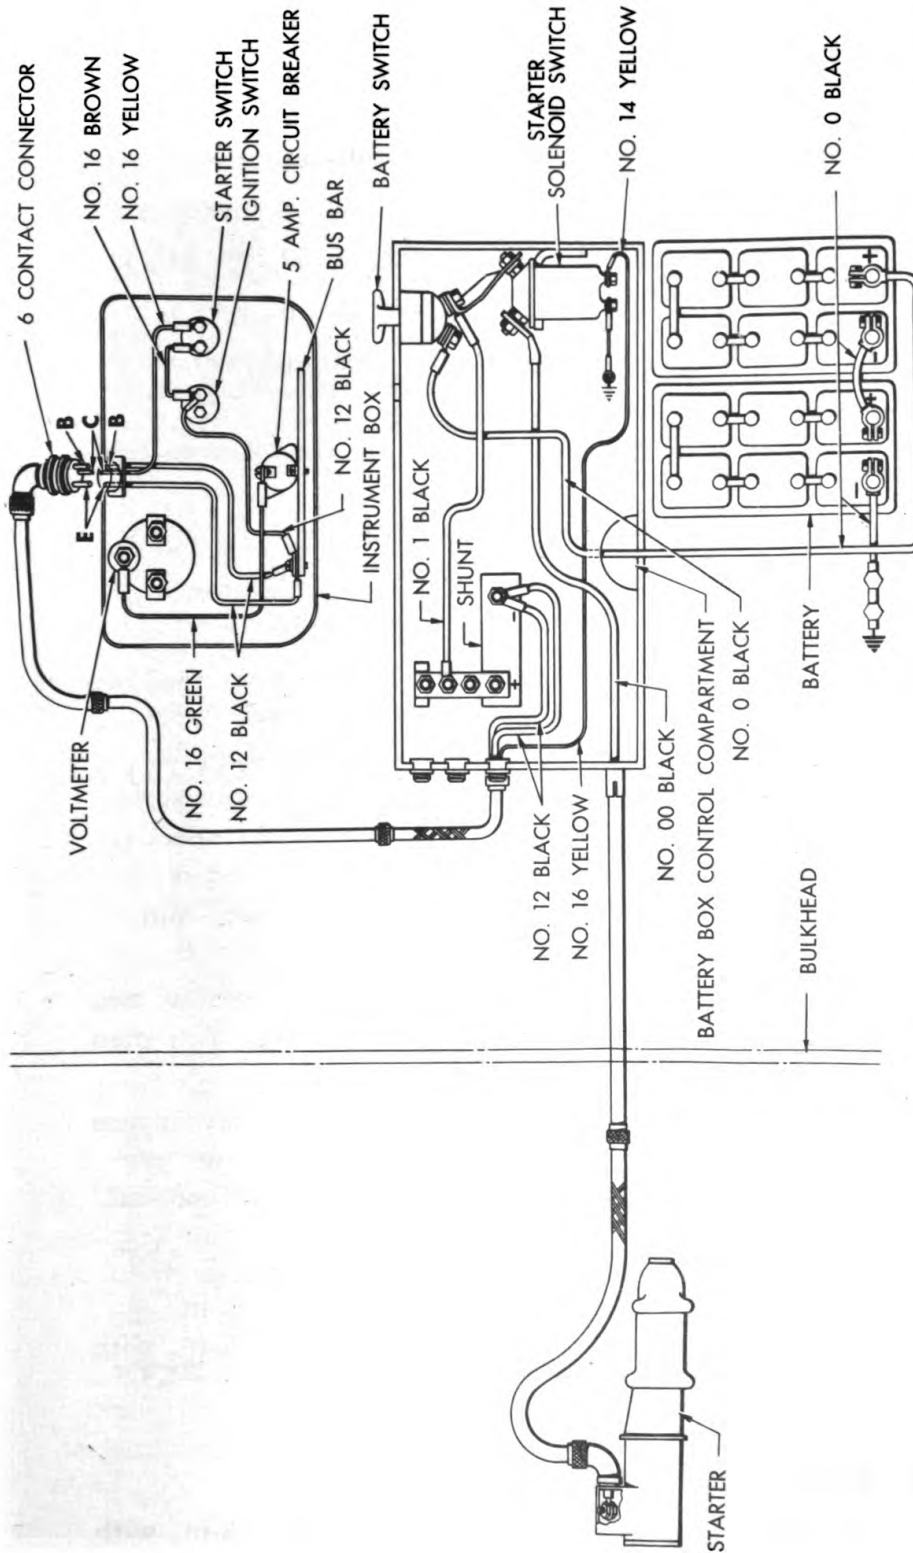 6 CONTACT CONNECTOR
NO. 16 BROWN
NO. 16 YELLOW
STARTER SWITCH
IGNITION SWITCH
5 AMP. CIRCUIT BREAKER
BUS BAR
NO. 12 BLACK
INSTRUMENT BOX
B
C
B
E
VOLTMETER
NO. 16 GREEN
NO. 12 BLACK
BATTERY SWITCH
STARTER
SOLENOID SWITCH
NO. 14 YELLOW
NO. 0 BLACK
NO. 1 BLACK
SHUNT
-
+
+
-
+
-
NO. 12 BLACK
NO. 16 YELLOW
NO. 00 BLACK
BATTERY BOX CONTROL COMPARTMENT
NO. 0 BLACK
BATTERY
BULKHEAD
STARTER